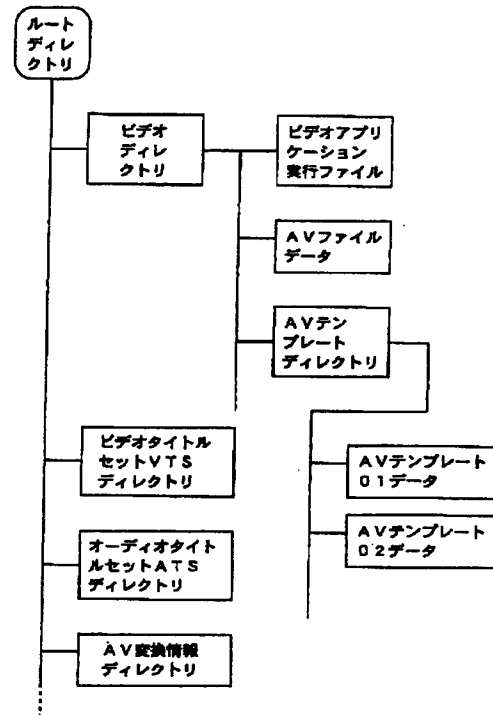 ルート
ディレ
クトリ
ビデオ
ディレ
クトリ
ビデオアプリ
ケーション
実行ファイル
AVファイル
データ
AVテン
プレート
ディレクトリ
AVテンプレート
01データ
AVテンプレート
02データ
ビデオタイトル
セットVTS
ディレクトリ
オーディオタイト
ルセットATS
ディレクトリ
AV変換情報
ディレクトリ